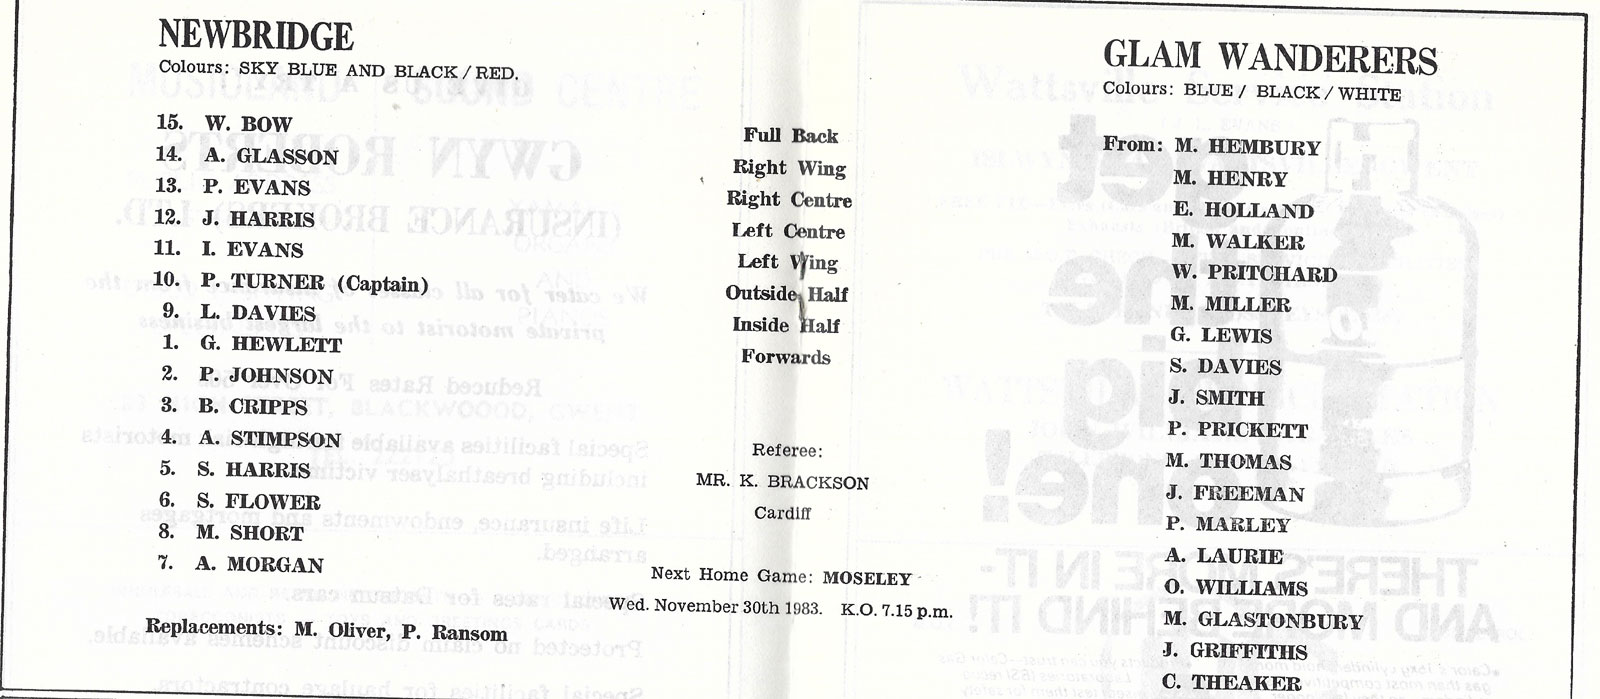 NEWBRIDGE
Colours: SKY BLUE AND BLACK / RED.
15. W. BOW
14. A. GLASSON
13. P. EVANS
12. J. HARRIS
11. I. EVANS
10. P. TURNER (Captain)
9. L. DAVIES
1. G. HEWLETT
2. P. JOHNSON
3. B. CRIPPS
4. A. STIMPSON
5. S. HARRIS
6. S. FLOWER
8. M. SHORT
7. A. MORGAN
Replacements: M. Oliver, P. Ransom
Full Back
Right Wing
Right Centre
Left Centre
Left Wing
Outside Half
Inside Half
Forwards
Referee:
MR. K. BRACKSON
Cardiff
Next Home Game: MOSELEY
Wed. November 30th 1983. K.O. 7.15 p.m.
GLAM WANDERERS
Colours: BLUE / BLACK / WHITE
From: M. HEMBURY
M. HENRY
E. HOLLAND
M. WALKER
W. PRITCHARD
M. MILLER
G. LEWIS
S. DAVIES
J. SMITH
P. PRICKETT
M. THOMAS
J. FREEMAN
P. MARLEY
A. LAURIE
O. WILLIAMS
M. GLASTONBURY
J. GRIFFITHS
C. THEAKER